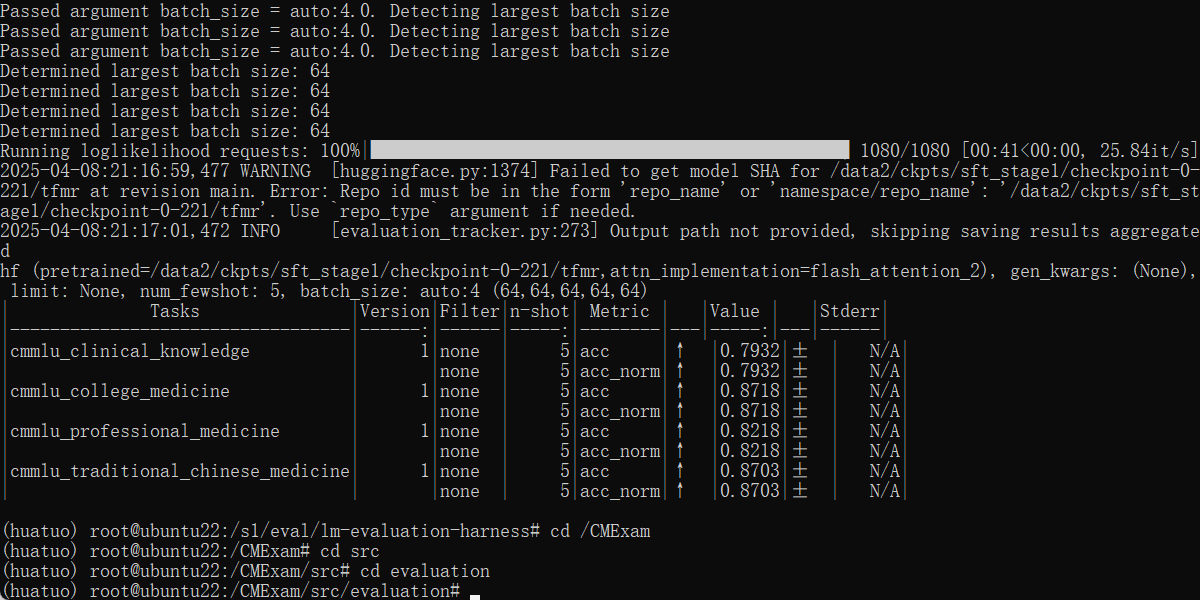 Passed argument batch_size = auto:4.0. Detecting largest batch size
Passed argument batch_size = auto:4.0. Detecting largest batch size
Passed argument batch_size = auto:4.0. Detecting largest batch size
Determined largest batch size: 64
Determined largest batch size: 64
Determined largest batch size: 64
Determined largest batch size: 64
Running loglikelihood requests: 100%|██████████| 1080/1080 [00:41<00:00, 25.84it/s]
2025-04-08:21:16:59,477 WARNING  [huggingface.py:1374] Failed to get model SHA for /data2/ckpts/sft_stage1/checkpoint-0-
221/tfmr at revision main. Error: Repo id must be in the form 'repo_name' or 'namespace/repo_name': '/data2/ckpts/sft_st
age1/checkpoint-0-221/tfmr'. Use `repo_type` argument if needed.
2025-04-08:21:17:01,472 INFO     [evaluation_tracker.py:273] Output path not provided, skipping saving results aggregate
d
hf (pretrained=/data2/ckpts/sft_stage1/checkpoint-0-221/tfmr,attn_implementation=flash_attention_2), gen_kwargs: (None),
 limit: None, num_fewshot: 5, batch_size: auto:4 (64,64,64,64,64)
|              Tasks               |Version|Filter|n-shot| Metric |   |Value |   |Stderr|
|----------------------------------|------:|------|-----:|--------|---|-----:|---|------|
|cmmlu_clinical_knowledge          |      1|none  |     5|acc     |↑  |0.7932|±  |   N/A|
|                                  |       |none  |     5|acc_norm|↑  |0.7932|±  |   N/A|
|cmmlu_college_medicine            |      1|none  |     5|acc     |↑  |0.8718|±  |   N/A|
|                                  |       |none  |     5|acc_norm|↑  |0.8718|±  |   N/A|
|cmmlu_professional_medicine       |      1|none  |     5|acc     |↑  |0.8218|±  |   N/A|
|                                  |       |none  |     5|acc_norm|↑  |0.8218|±  |   N/A|
|cmmlu_traditional_chinese_medicine|      1|none  |     5|acc     |↑  |0.8703|±  |   N/A|
|                                  |       |none  |     5|acc_norm|↑  |0.8703|±  |   N/A|
(huatuo) root@ubuntu22:/sl/eval/lm-evaluation-harness# cd /CMExam
(huatuo) root@ubuntu22:/CMExam# cd src
(huatuo) root@ubuntu22:/CMExam/src# cd evaluation
(huatuo) root@ubuntu22:/CMExam/src/evaluation#